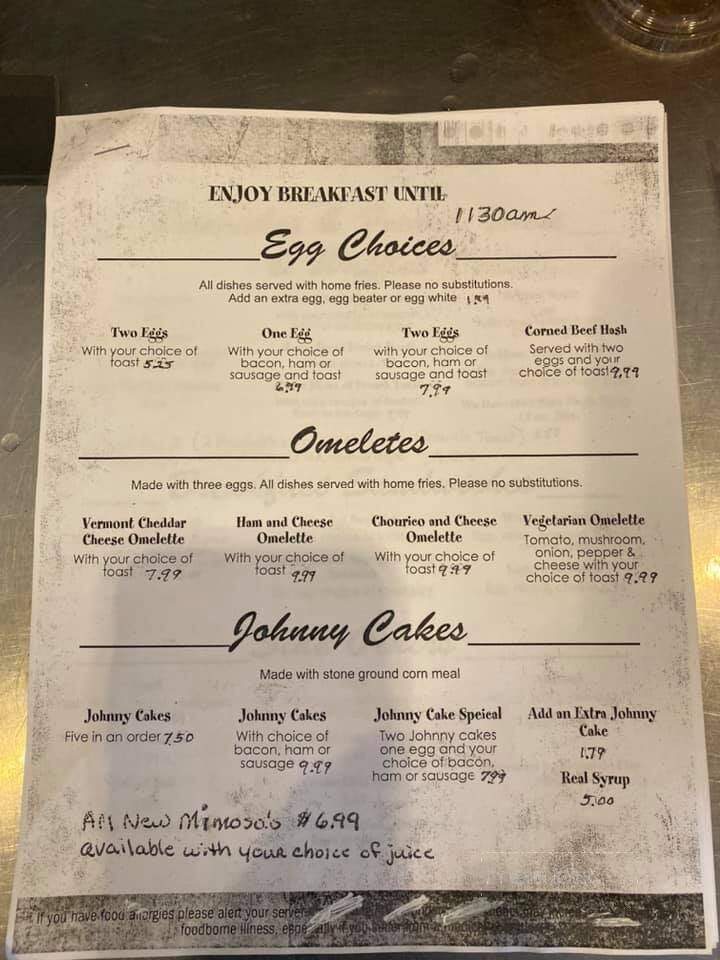 ENJOY BREAKFAST UNTIL
1130am
Egg Choices
All dishes served with home fries. Please no substitutions.
Add an extra egg, egg beater or egg white
Two Eggs
With your choice of
toast 5.25
One Egg
With your choice of
bacon, ham or
sausage and toast
6.99
Two Eggs
with your choice of
bacon, ham or
sausage and toast
7.99
Corned Beef Hash
Served with two
eggs and your
choice of toast 9.99
Omeletes
Made with three eggs. All dishes served with home fries. Please no substitutions.
Vermont Cheddar
Cheese Omelette
With your choice of
toast 7.99
Ham and Cheese
Omelette
With your choice of
toast 9.99
Chourico and Cheese
Omelette
With your choice of
toast 9.99
Vegetarian Omelette
Tomato, mushroom,
onion, pepper &
cheese with your
choice of toast 9.99
Johnny Cakes
Made with stone ground corn meal
Johnny Cakes
Five in an order 7.50
Johnny Cakes
With choice of
bacon, ham or
sausage 9.99
Johnny Cake Speical
Two Johnny cakes
one egg and your
choice of bacon,
ham or sausage 7.99
Add an Extra Johnny
Cake
1.79
Real Syrup
5.00
All New Mimosa's $6.99
available with your choice of juice
If you have food allergies please alert your server
foodborne illness, especially if you